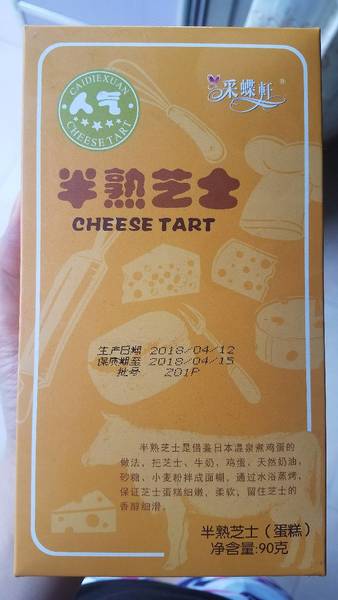 CAIDIEXUAN
人气
CHEESE TART
采蝶轩
®
半熟芝士
CHEESE TART
生产日期 2018/04/12
保质期至 2018/04/15
批号 201P
半熟芝士是借鉴日本温泉煮鸡蛋的
做法，把芝士、牛奶，鸡蛋，天然奶油，
砂糖，小麦粉拌成面糊，通过水浴蒸烤，
保证芝士蛋糕细嫩，柔软，留住芝士的
香醇细滑。
半熟芝士（蛋糕）
净含量:90克